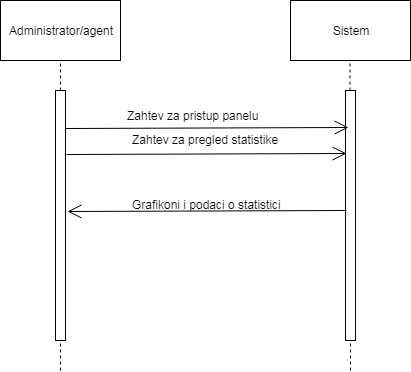 Administrator/agent
Sistem
Zahtev za pristup panelu
Zahtev za pregled statistike
Grafikoni i podaci o statistici